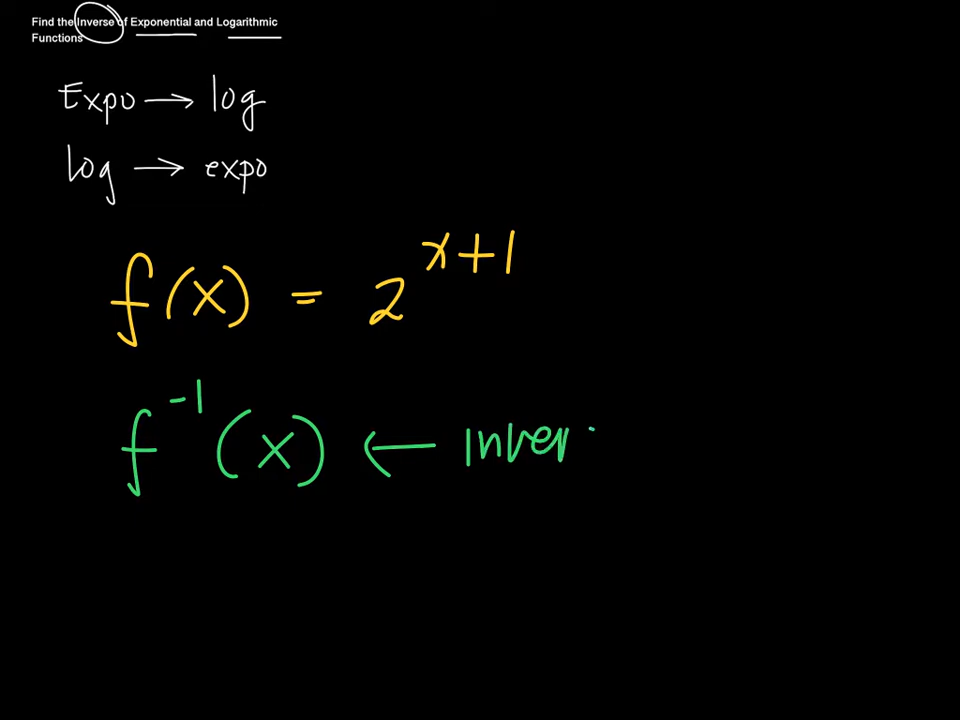 Find the Inverse of Exponential and Logarithmic
Functions
Expo → log
log → expo
f(x) = 2^{x+1}
f^{-1}(x) ← inver